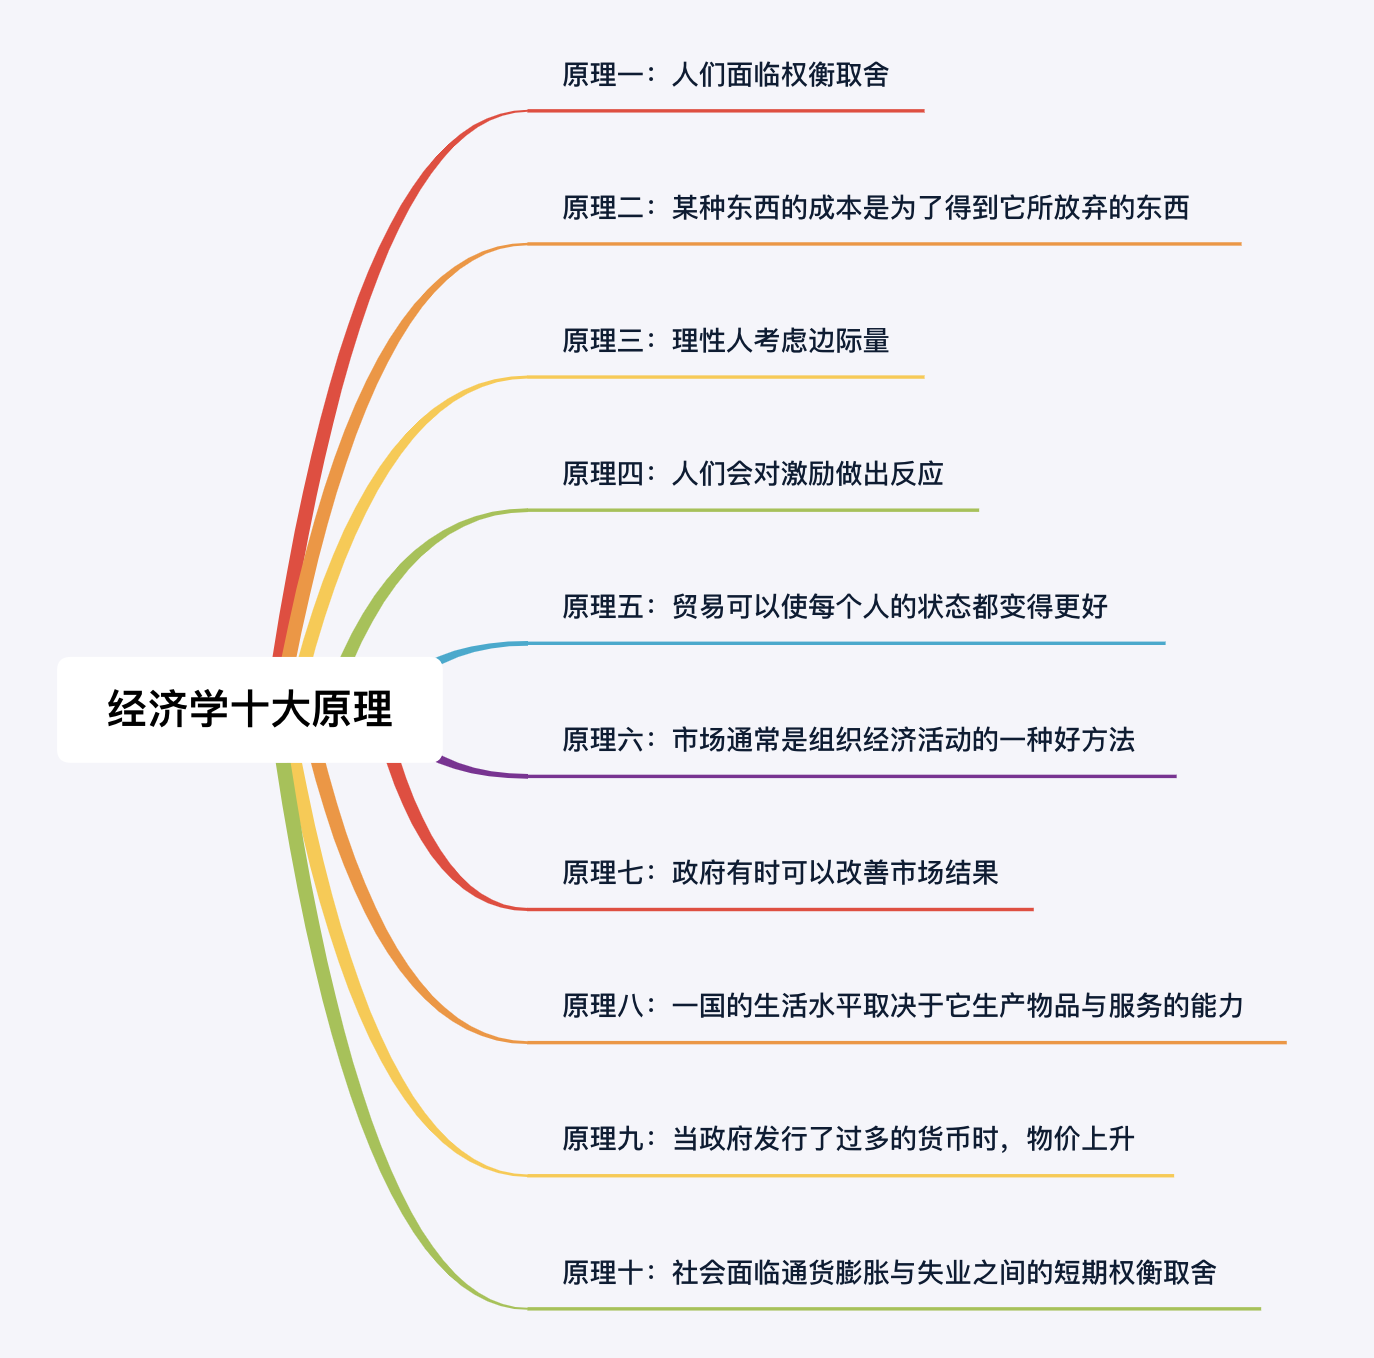 原理一：人们面临权衡取舍
原理二：某种东西的成本是为了得到它所放弃的东西
原理三：理性人考虑边际量
原理四：人们会对激励做出反应
原理五：贸易可以使每个人的状态都变得更好
经济学十大原理
原理六：市场通常是组织经济活动的一种好方法
原理七：政府有时可以改善市场结果
原理八：一国的生活水平取决于它生产物品与服务的能力
原理九：当政府发行了过多的货币时，物价上升
原理十：社会面临通货膨胀与失业之间的短期权衡取舍